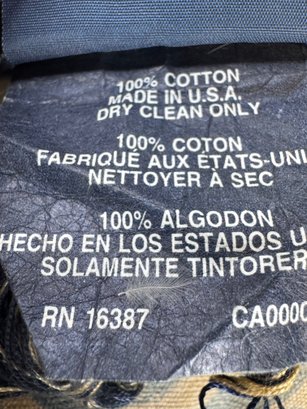 100% COTTON
MADE IN U.S.A.
DRY CLEAN ONLY
100% COTON
FABRIQUÉ AUX ÉTATS-UNI
NETTOYER À SEC
100% ALGODON
HECHO EN LOS ESTADOS U
SOLAMENTE TINTORER
RN 16387 CA0000